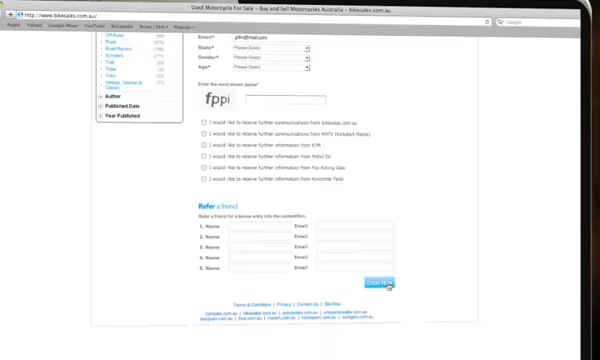 Used Motorcycle For Sale - Buy and Sell Motorcycles Australia - bikesales.com.au
http://www.bikesales.com.au/
Google
Apple Yahoo! Google Maps YouTube Wikipedia News Popular
Off Road
Road
Road Racers
Scooters
Trail
Trials
Trike
Vintage, Veteran & Classic
Author
Published Date
Year Published
Email* john@mail.com
State* Please Select
Gender* Please Select
Age* Please Select
Enter the word shown below*
fppi
I would like to receive further communications from bikesales.com.au
I would like to receive further communications from MRTV (Kickstart Media)
I would like to receive further information from KTM
I would like to receive further information from Motul Oil
I would like to receive further information from Fox Riding Gear
I would like to receive further information from Kinizsnne Tents
Refer a friend
Refer a friend for a bonus entry into the competition.
1. Name Email
2. Name Email
3. Name Email
4. Name Email
5. Name Email
Enter Now
Terms & Conditions | Privacy | Contact Us | Site Map
carsales.com.au | bikesales.com.au